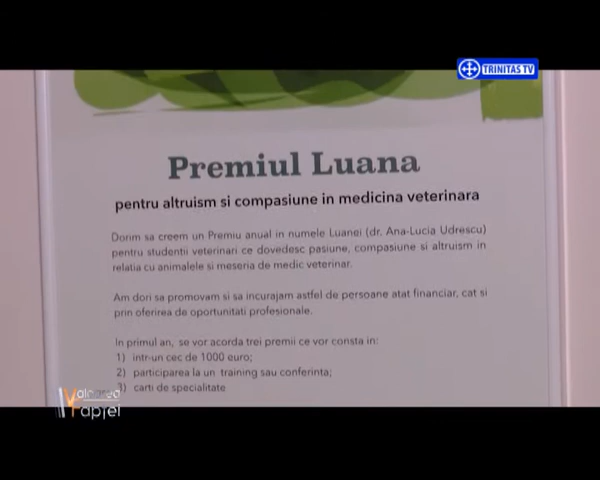 TRINITAS TV
Premiul Luana
pentru altruism si compasiune in medicina veterinara
Dorim sa creem un Premiu anual in numele Luanei (dr. Ana-Lucia Udrescu)
pentru studentii veterinari ce dovedesc pasiune, compasiune si altruism in
relatia cu animalele si meseria de medic veterinar.
Am dori sa promovam si sa incurajam astfel de persoane atat financiar, cat si
prin oferirea de oportunitati profesionale.
In primul an, se vor acorda trei premii ce vor consta in:
1) intr-un cec de 1000 euro;
2) participarea la un training sau conferinta;
3) carti de specialitate
Valoarea
Faptei